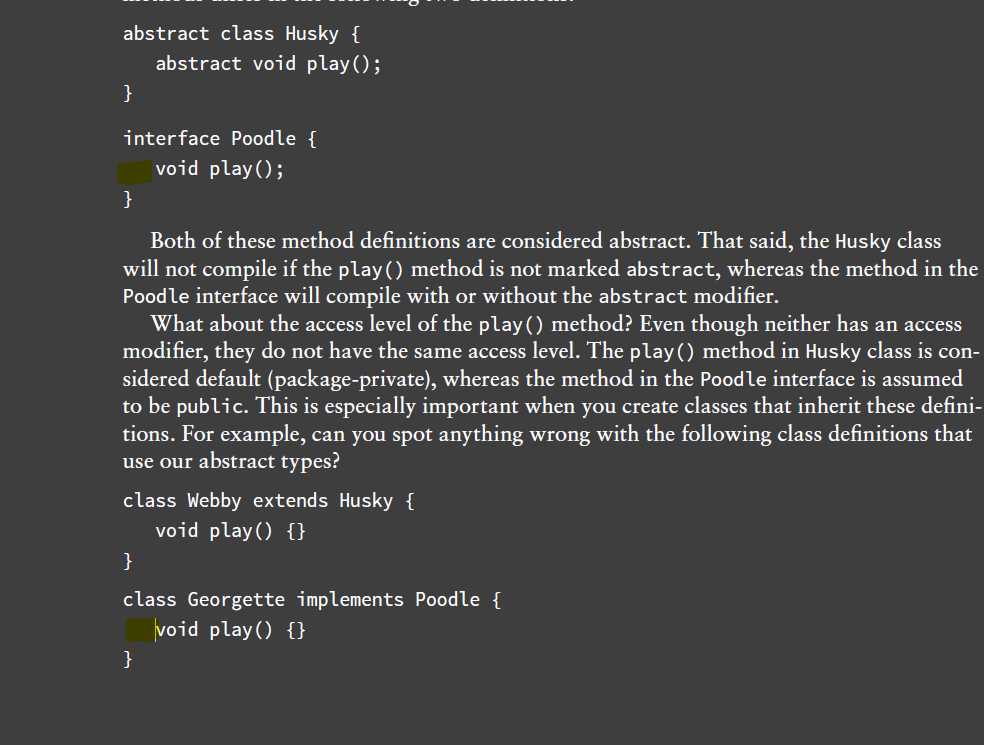 abstract class Husky {
abstract void play();
}
interface Poodle {
void play();
}
Both of these method definitions are considered abstract. That said, the Husky class
will not compile if the play() method is not marked abstract, whereas the method in the
Poodle interface will compile with or without the abstract modifier.
What about the access level of the play() method? Even though neither has an access
modifier, they do not have the same access level. The play() method in Husky class is con-
sidered default (package-private), whereas the method in the Poodle interface is assumed
to be public. This is especially important when you create classes that inherit these defini-
tions. For example, can you spot anything wrong with the following class definitions that
use our abstract types?
class Webby extends Husky {
void play() {}
}
class Georgette implements Poodle {
void play() {}
}